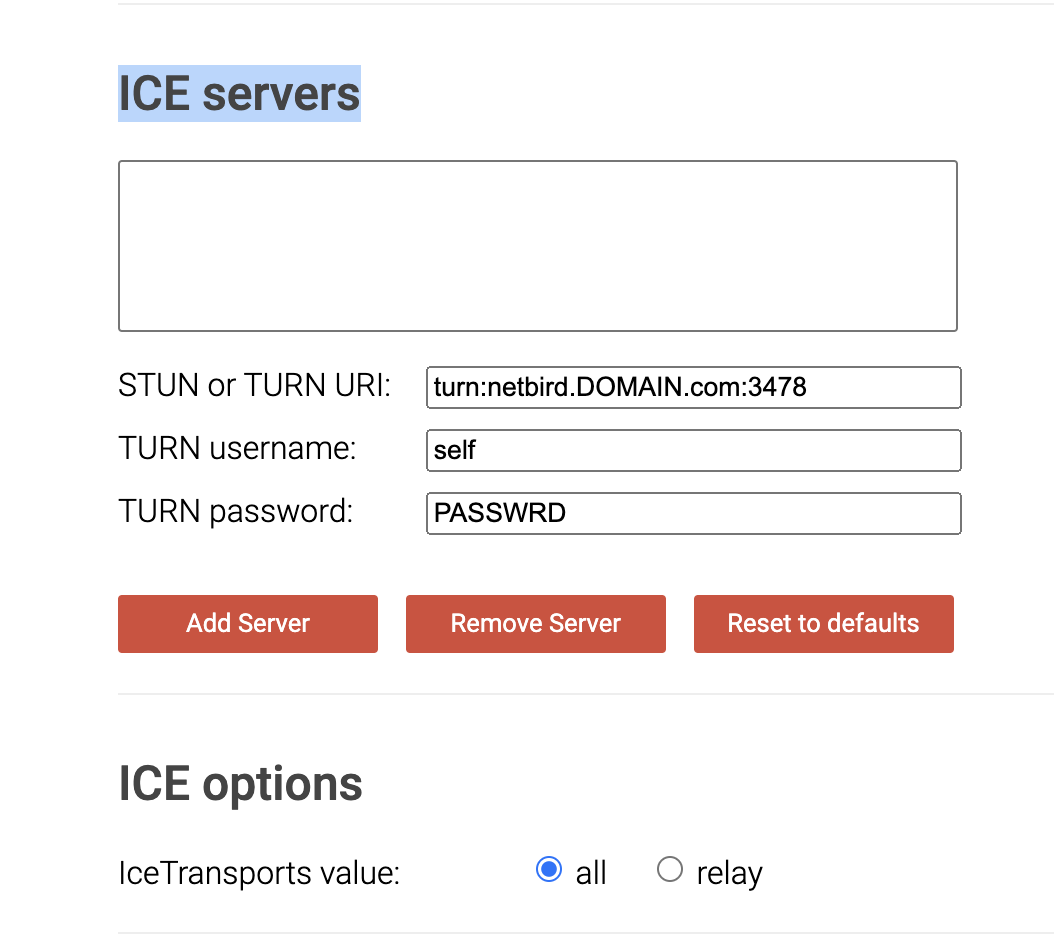 ICE servers
STUN or TURN URI: turn:netbird.DOMAIN.com:3478
TURN username: self
TURN password: PASSWRD
Add Server Remove Server Reset to defaults
ICE options
IceTransports value: all relay